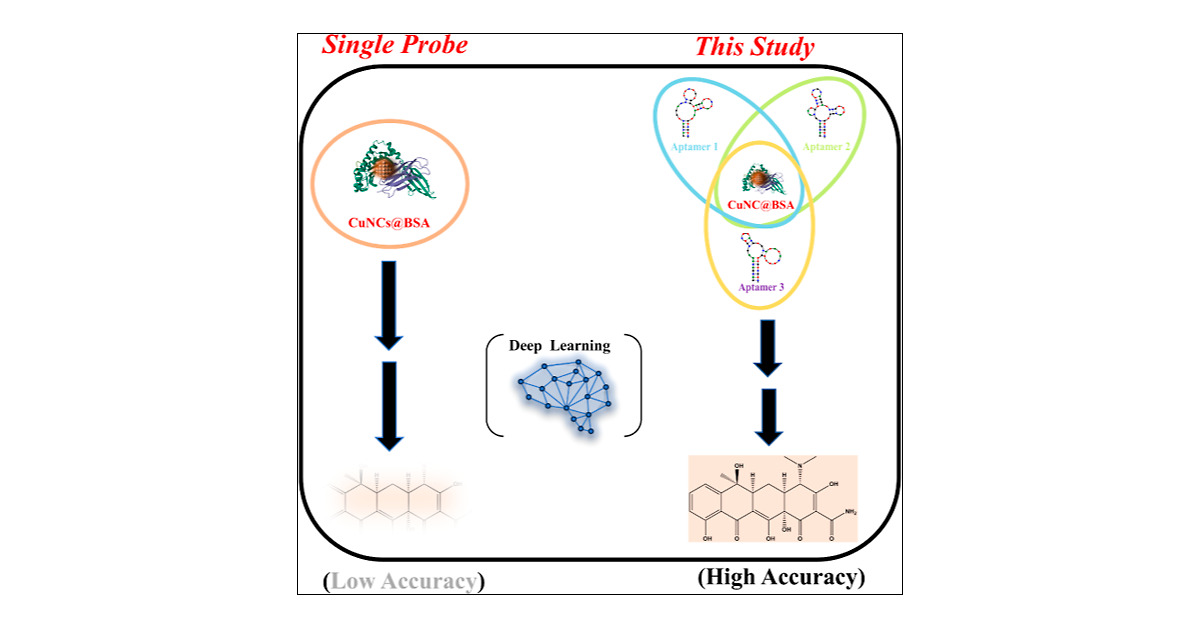 Single Probe
This Study
Aptamer 1
Aptamer 2
CuNCs@BSA
CuNC@BSA
Aptamer 3
Deep Learning
OH
H
H
N
OH
NH₂
OH
O
OH
OH
O
O
(Low Accuracy)
(High Accuracy)